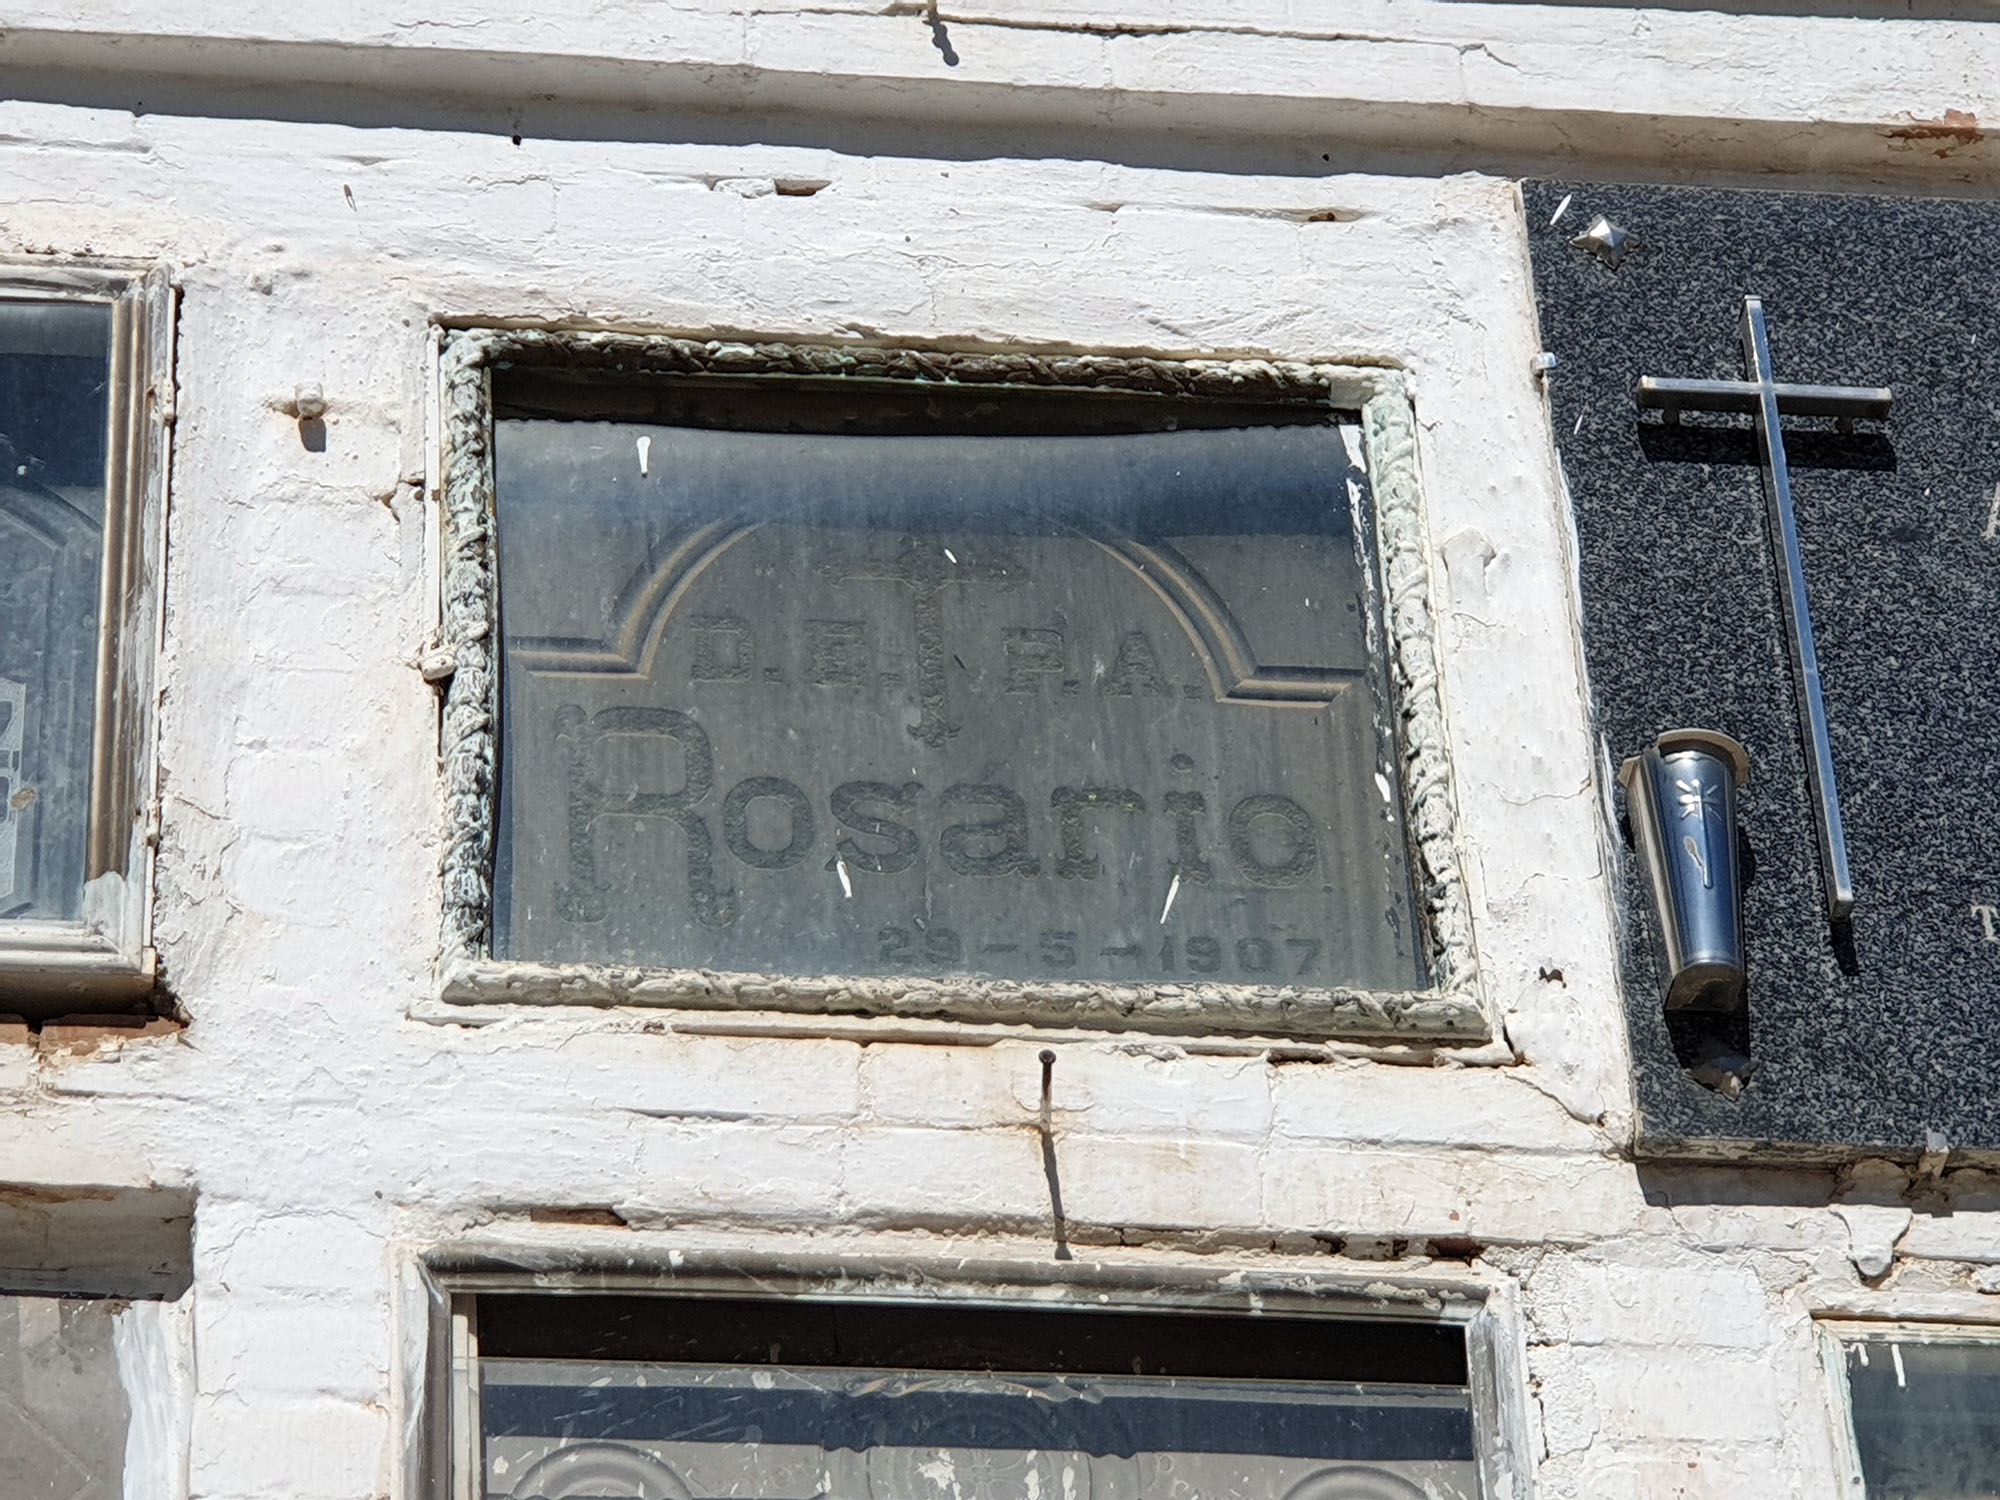 D. E. P. A.
Rosario
29-5-1907